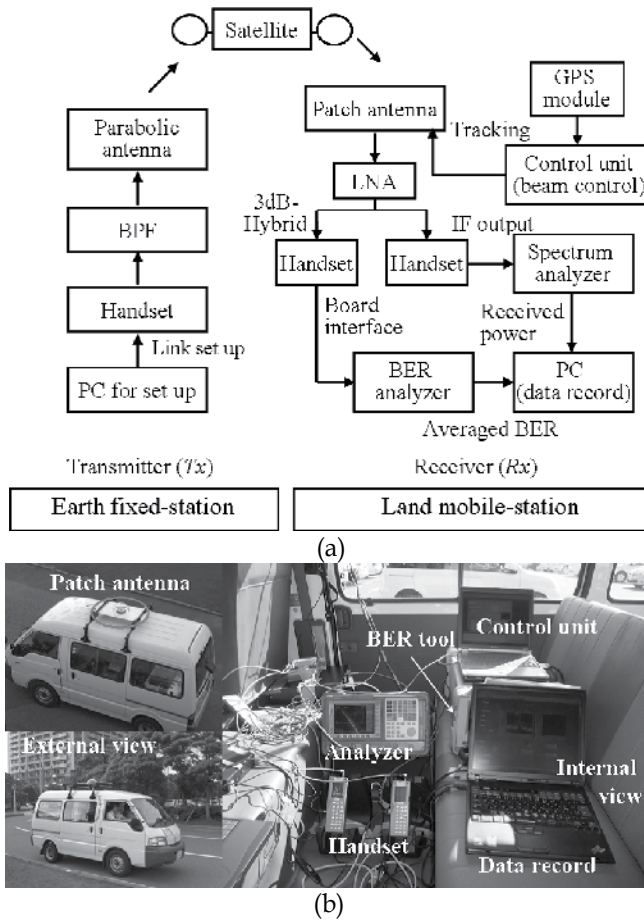 Satellite
GPS
module
Parabolic
antenna
Patch antenna
Tracking
Control unit
(beam control)
LNA
3dB-
Hybrid
IF output
BPF
Handset
Handset
Spectrum
analyzer
Handset
Board
interface
Received
power
Link set up
PC for set up
BER
analyzer
PC
(data record)
Averaged BER
Transmitter (Tx)
Receiver (Rx)
Earth fixed-station
Land mobile-station
(a)
Patch antenna
External view
BER tool
Control unit
Analyzer
Internal
view
Handset
Data record
(b)